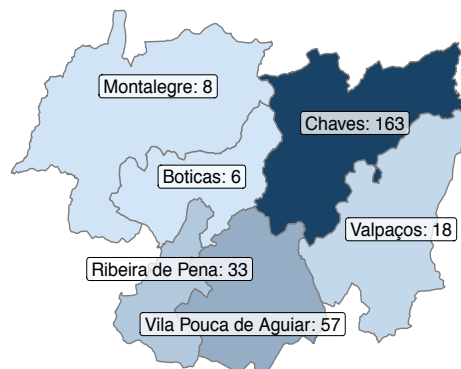 Montalegre: 8
Chaves: 163
Boticas: 6
Valpaços: 18
Ribeira de Pena: 33
Vila Pouca de Aguiar: 57